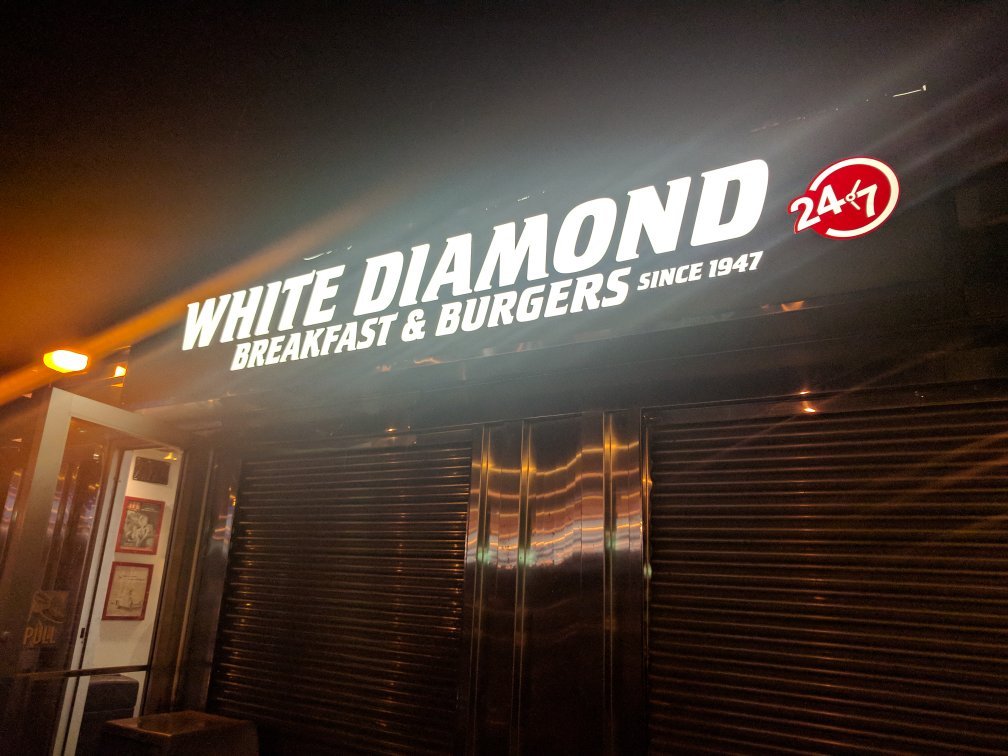 WHITE DIAMOND
BREAKFAST & BURGERS SINCE 1947
24 7
PULL